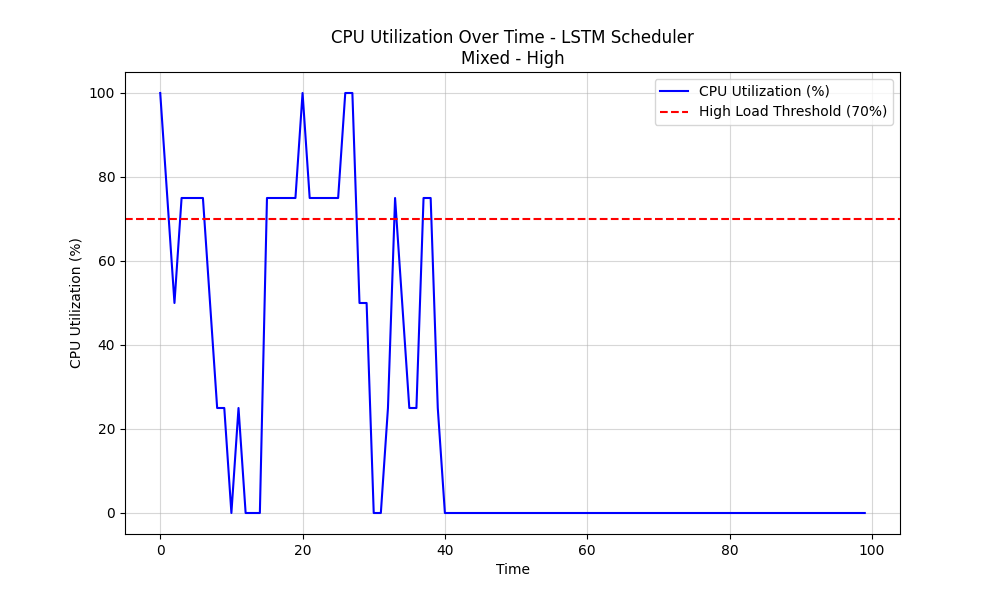 CPU Utilization Over Time - LSTM Scheduler
Mixed - High
CPU Utilization (%)
High Load Threshold (70%)
100
80
60
40
20
0
CPU Utilization (%)
0
20
40
60
80
100
Time